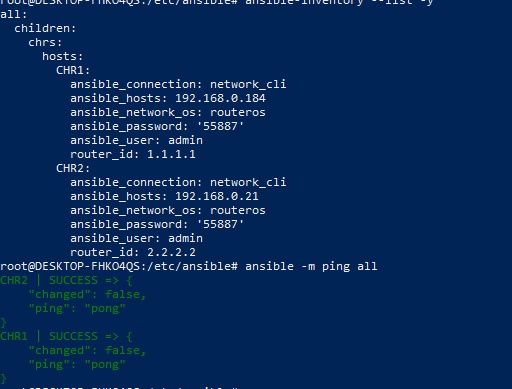 root@DESKTOP-FHKO4QS:/etc/ansible# ansible-inventory --list -y
all:
  children:
    chrs:
      hosts:
        CHR1:
          ansible_connection: network_cli
          ansible_hosts: 192.168.0.184
          ansible_network_os: routeros
          ansible_password: '55887'
          ansible_user: admin
          router_id: 1.1.1.1
        CHR2:
          ansible_connection: network_cli
          ansible_hosts: 192.168.0.21
          ansible_network_os: routeros
          ansible_password: '55887'
          ansible_user: admin
          router_id: 2.2.2.2
root@DESKTOP-FHKO4QS:/etc/ansible# ansible -m ping all
CHR2 | SUCCESS => {
    "changed": false,
    "ping": "pong"
}
CHR1 | SUCCESS => {
    "changed": false,
    "ping": "pong"
}